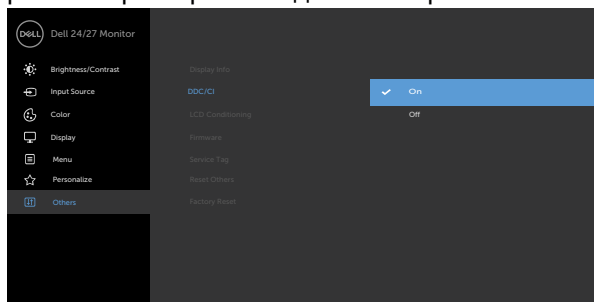 DELL Dell 24/27 Monitor
Brightness/Contrast
Input Source
Color
Display
Menu
Personalize
Others
Display Info
DDC/CI
LCD Conditioning
Firmware
Service Tag
Reset Others
Factory Reset
On
Off